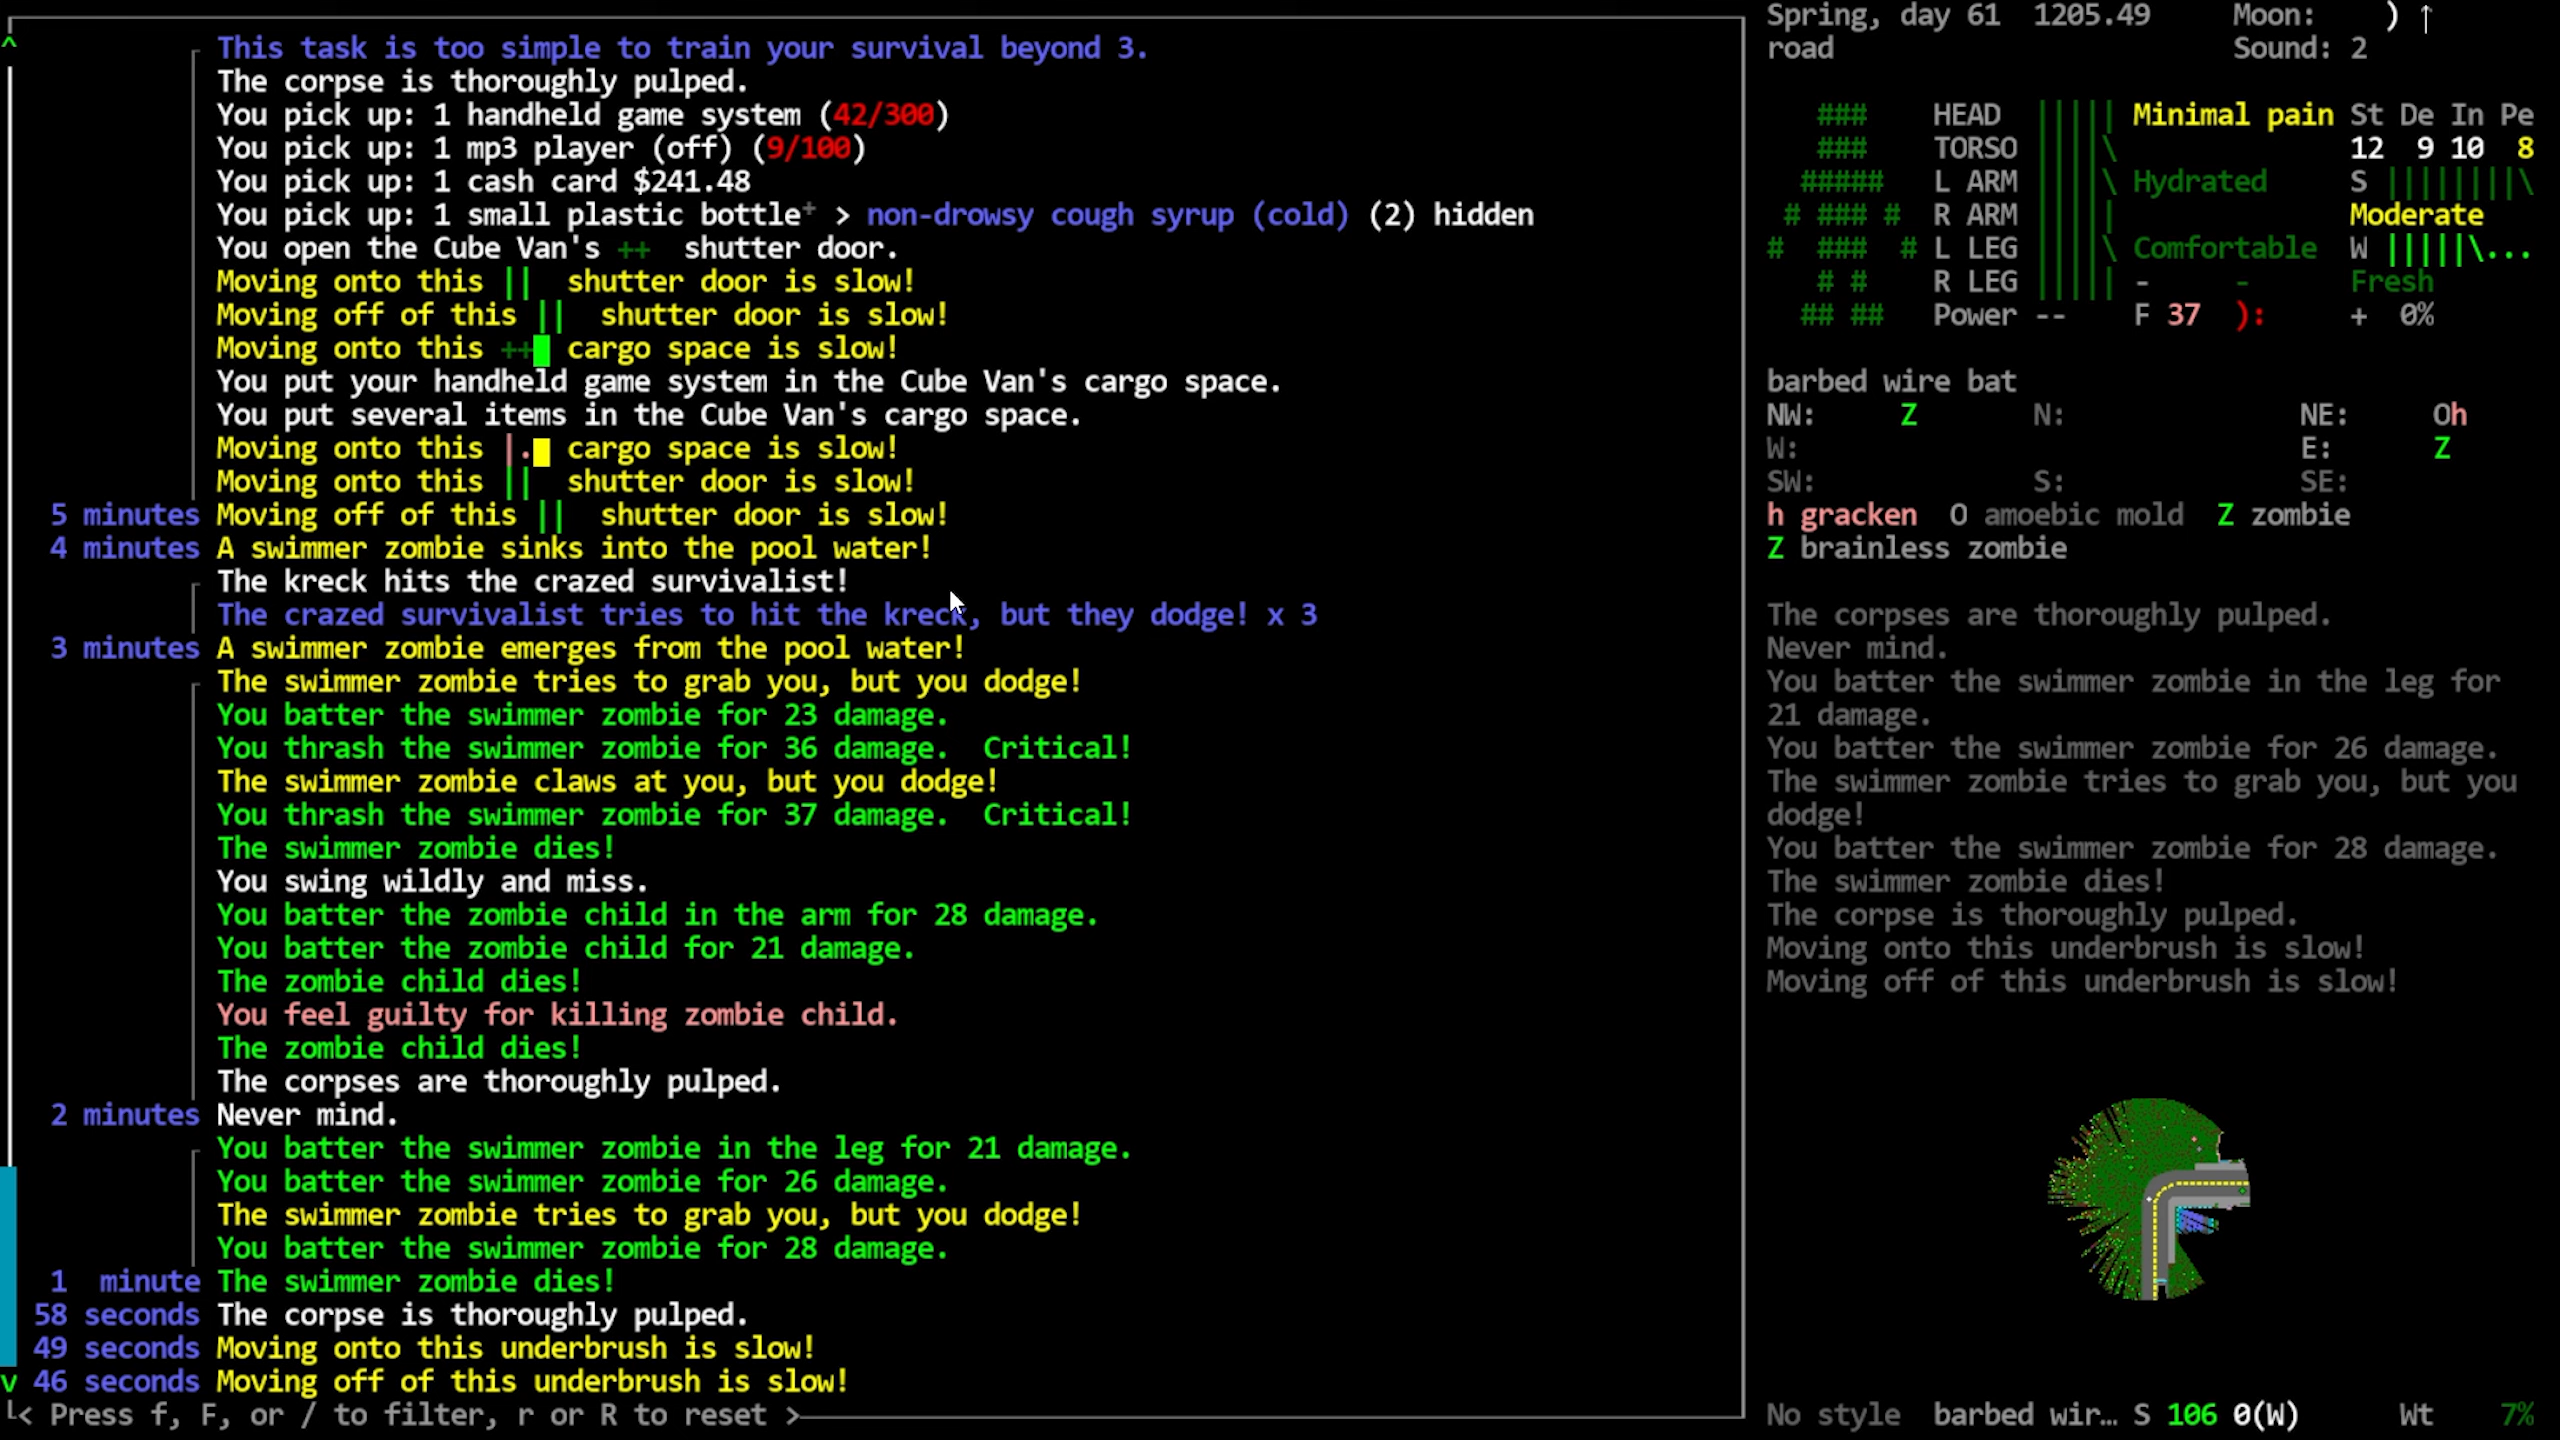 This task is too simple to train your survival beyond 3.
The corpse is thoroughly pulped.
You pick up: 1 handheld game system (42/300)
You pick up: 1 mp3 player (off) (9/100)
You pick up: 1 cash card $241.48
You pick up: 1 small plastic bottle⁺ > non-drowsy cough syrup (cold) (2) hidden
You open the Cube Van's ++ shutter door.
Moving onto this || shutter door is slow!
Moving off of this || shutter door is slow!
Moving onto this ++ cargo space is slow!
You put your handheld game system in the Cube Van's cargo space.
You put several items in the Cube Van's cargo space.
Moving onto this |. cargo space is slow!
Moving onto this || shutter door is slow!
5 minutes Moving off of this || shutter door is slow!
4 minutes A swimmer zombie sinks into the pool water!
The kreck hits the crazed survivalist!
The crazed survivalist tries to hit the kreck, but they dodge! x 3
3 minutes A swimmer zombie emerges from the pool water!
The swimmer zombie tries to grab you, but you dodge!
You batter the swimmer zombie for 23 damage.
You thrash the swimmer zombie for 36 damage.  Critical!
The swimmer zombie claws at you, but you dodge!
You thrash the swimmer zombie for 37 damage.  Critical!
The swimmer zombie dies!
You swing wildly and miss.
You batter the zombie child in the arm for 28 damage.
You batter the zombie child for 21 damage.
The zombie child dies!
You feel guilty for killing zombie child.
The zombie child dies!
The corpses are thoroughly pulped.
2 minutes Never mind.
You batter the swimmer zombie in the leg for 21 damage.
You batter the swimmer zombie for 26 damage.
The swimmer zombie tries to grab you, but you dodge!
You batter the swimmer zombie for 28 damage.
1 minute The swimmer zombie dies!
58 seconds The corpse is thoroughly pulped.
49 seconds Moving onto this underbrush is slow!
46 seconds Moving off of this underbrush is slow!
< Press f, F, or / to filter, r or R to reset >
Spring, day 61 1205.49 Moon: ) ↑
road Sound: 2
### HEAD ||||| Minimal pain St De In Pe
### TORSO ||||\ 12 9 10 8
##### L ARM ||||\ Hydrated S ||||||||\
# ### # R ARM ||||| Moderate
# ### # L LEG ||||\ Comfortable W |||||\...
# # R LEG ||||| - - Fresh
## ## Power -- F 37 ): + 0%
barbed wire bat
NW: Z N: NE: Oh
W: E: Z
SW: S: SE:
h gracken O amoebic mold Z zombie
Z brainless zombie
The corpses are thoroughly pulped.
Never mind.
You batter the swimmer zombie in the leg for
21 damage.
You batter the swimmer zombie for 26 damage.
The swimmer zombie tries to grab you, but you
dodge!
You batter the swimmer zombie for 28 damage.
The swimmer zombie dies!
The corpse is thoroughly pulped.
Moving onto this underbrush is slow!
Moving off of this underbrush is slow!
No style barbed wir… S 106 0(W) Wt 7%